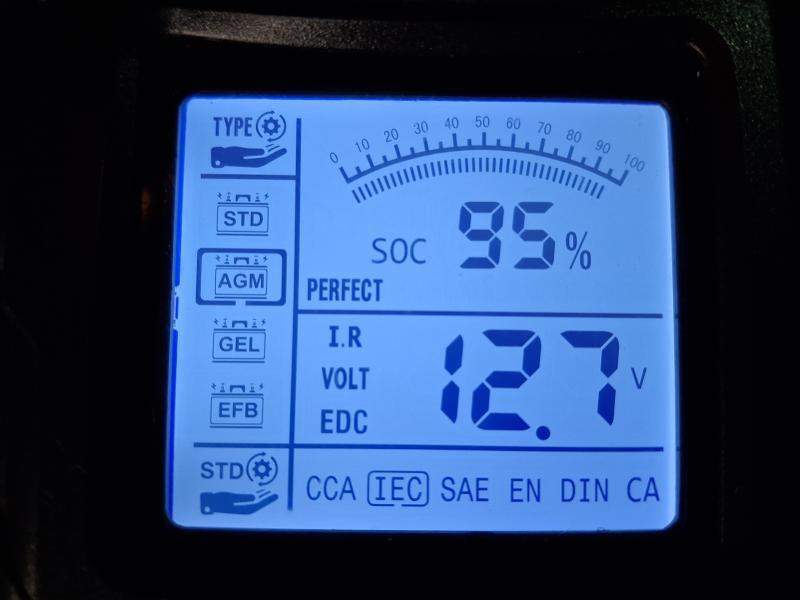 TYPE
0 10 20 30 40 50 60 70 80 90 100
STD
SOC 95%
AGM
PERFECT
GEL
I.R
VOLT
EDC
12.7 V
EFB
STD
CCA IEC SAE EN DIN CA